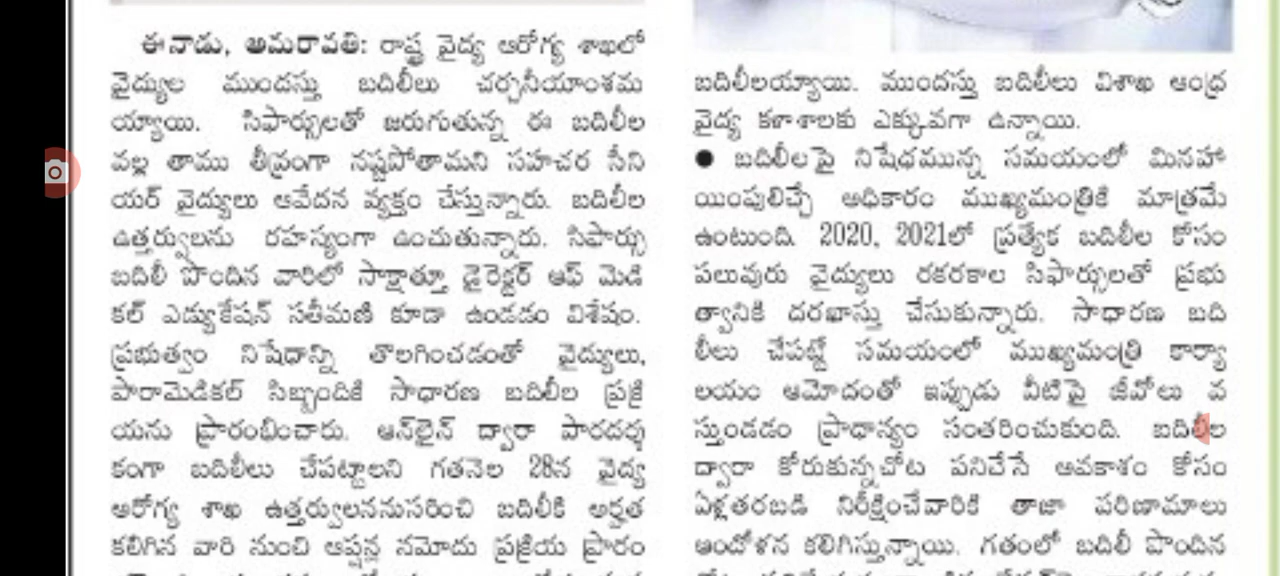 ఈనాడు, అమరావతి: రాష్ట్ర వైద్య ఆరోగ్య శాఖలో
వైద్యుల ముందస్తు బదిలీలు చర్చనీయాంశమ
య్యాయి. సిఫార్సులతో జరుగుతున్న ఈ బదిలీల
వల్ల తాము తీవ్రంగా నష్టపోతామని సహచర సీని
యర్ వైద్యులు ఆవేదన వ్యక్తం చేస్తున్నారు. బదిలీల
ఉత్తర్వులను రహస్యంగా ఉంచుతున్నారు. సిఫార్సు
బదిలీ పొందిన వారిలో సాక్షాత్తూ డైరెక్టర్ ఆఫ్ మెడి
కల్ ఎడ్యుకేషన్ సతీమణి కూడా ఉండడం విశేషం.
ప్రభుత్వం నిషేధాన్ని తొలగించడంతో వైద్యులు,
పారామెడికల్ సిబ్బందికి సాధారణ బదిలీల ప్రక్రి
యను ప్రారంభించారు. ఆన్‌లైన్ ద్వారా పారదర్శ
కంగా బదిలీలు చేపట్టాలని గతనెల 28న వైద్య
ఆరోగ్య శాఖ ఉత్తర్వులననుసరించి బదిలీకి అర్హత
కలిగిన వారి నుంచి ఆప్షన్ల నమోదు ప్రక్రియ ప్రారం
బదిలీలయ్యాయి. ముందస్తు బదిలీలు విశాఖ ఆంధ్ర
వైద్య కళాశాలకు ఎక్కువగా ఉన్నాయి.
● బదిలీలపై నిషేధమున్న సమయంలో మినహా
యింపులిచ్చే అధికారం ముఖ్యమంత్రికి మాత్రమే
ఉంటుంది. 2020, 2021లో ప్రత్యేక బదిలీల కోసం
పలువురు వైద్యులు రకరకాల సిఫార్సులతో ప్రభు
త్వానికి దరఖాస్తు చేసుకున్నారు. సాధారణ బది
లీలు చేపట్టే సమయంలో ముఖ్యమంత్రి కార్యా
లయం ఆమోదంతో ఇప్పుడు వీటిపై జీవోలు వ
స్తుండడం ప్రాధాన్యం సంతరించుకుంది. బదిలీల
ద్వారా కోరుకున్నచోట పనిచేసే అవకాశం కోసం
ఏళ్లతరబడి నిరీక్షించేవారికి తాజా పరిణామాలు
ఆందోళన కలిగిస్తున్నాయి. గతంలో బదిలీ పొందిన